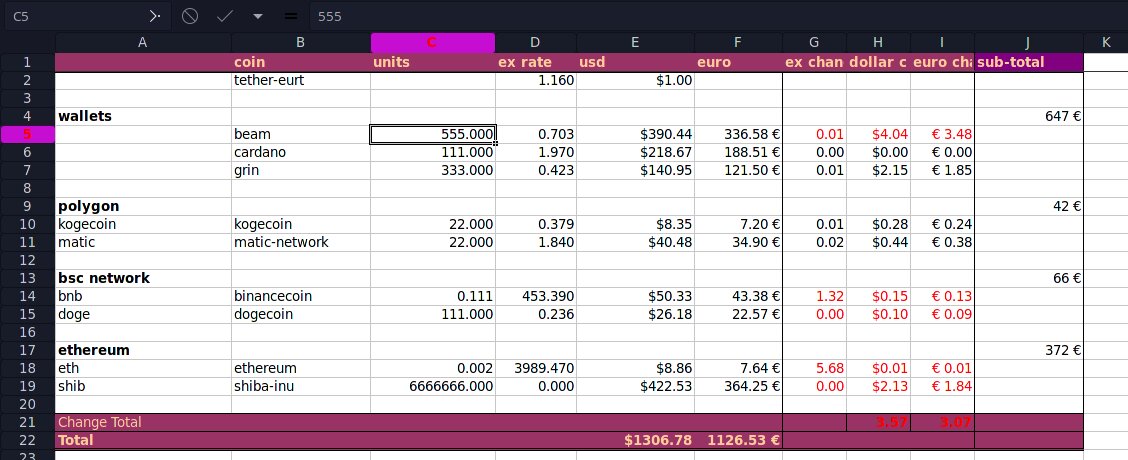 C5 = 555
A B C D E F G H I J K
1 coin units ex rate usd euro ex chan dollar c euro cha sub-total
2 tether-eurt 1.160 $1.00
3
4 wallets 647 €
5 beam 555.000 0.703 $390.44 336.58 € 0.01 $4.04 € 3.48
6 cardano 111.000 1.970 $218.67 188.51 € 0.00 $0.00 € 0.00
7 grin 333.000 0.423 $140.95 121.50 € 0.01 $2.15 € 1.85
8
9 polygon 42 €
10 kogecoin kogecoin 22.000 0.379 $8.35 7.20 € 0.01 $0.28 € 0.24
11 matic matic-network 22.000 1.840 $40.48 34.90 € 0.02 $0.44 € 0.38
12
13 bsc network 66 €
14 bnb binancecoin 0.111 453.390 $50.33 43.38 € 1.32 $0.15 € 0.13
15 doge dogecoin 111.000 0.236 $26.18 22.57 € 0.00 $0.10 € 0.09
16
17 ethereum 372 €
18 eth ethereum 0.002 3989.470 $8.86 7.64 € 5.68 $0.01 € 0.01
19 shib shiba-inu 6666666.000 0.000 $422.53 364.25 € 0.00 $2.13 € 1.84
20
21 Change Total 3.57 3.07
22 Total $1306.78 1126.53 €
23